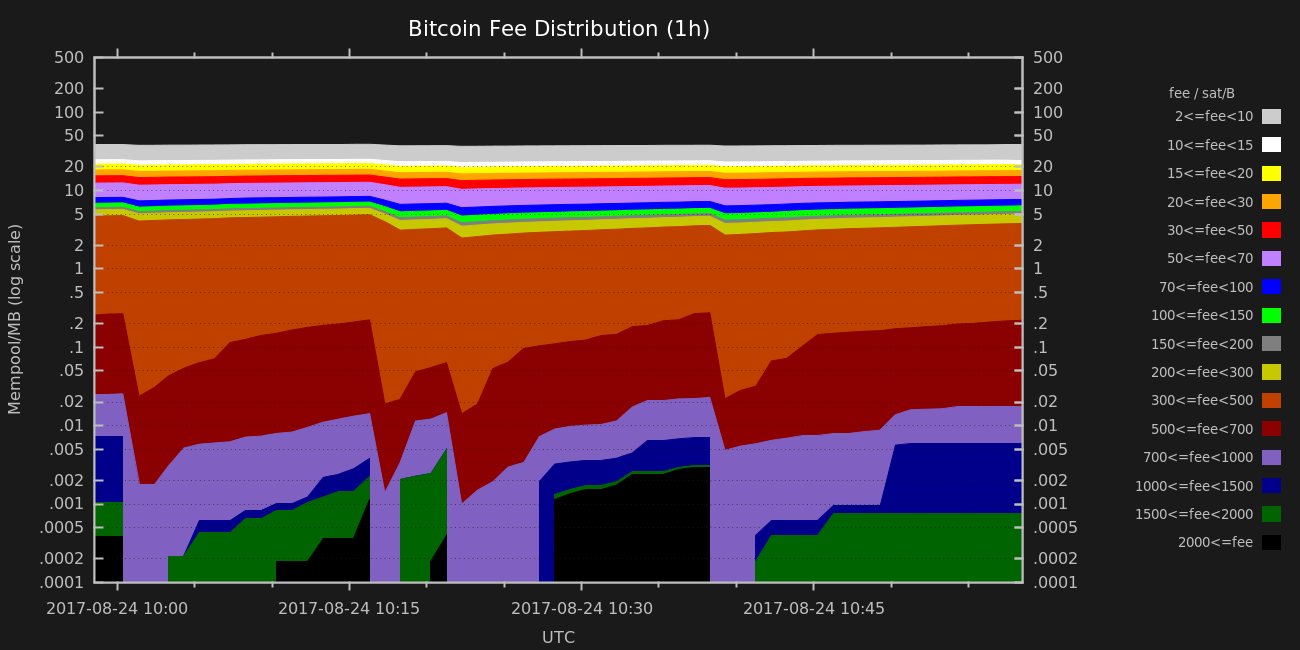 Bitcoin Fee Distribution (1h)
500
200
100
50
20
10
5
2
1
.5
.2
.1
.05
.02
.01
.005
.002
.001
.0005
.0002
.0001
Mempool/MB (log scale)
500
200
100
50
20
10
5
2
1
.5
.2
.1
.05
.02
.01
.005
.002
.001
.0005
.0002
.0001
2017-08-24 10:00 2017-08-24 10:15 2017-08-24 10:30 2017-08-24 10:45
UTC
fee / sat/B
2<=fee<10
10<=fee<15
15<=fee<20
20<=fee<30
30<=fee<50
50<=fee<70
70<=fee<100
100<=fee<150
150<=fee<200
200<=fee<300
300<=fee<500
500<=fee<700
700<=fee<1000
1000<=fee<1500
1500<=fee<2000
2000<=fee